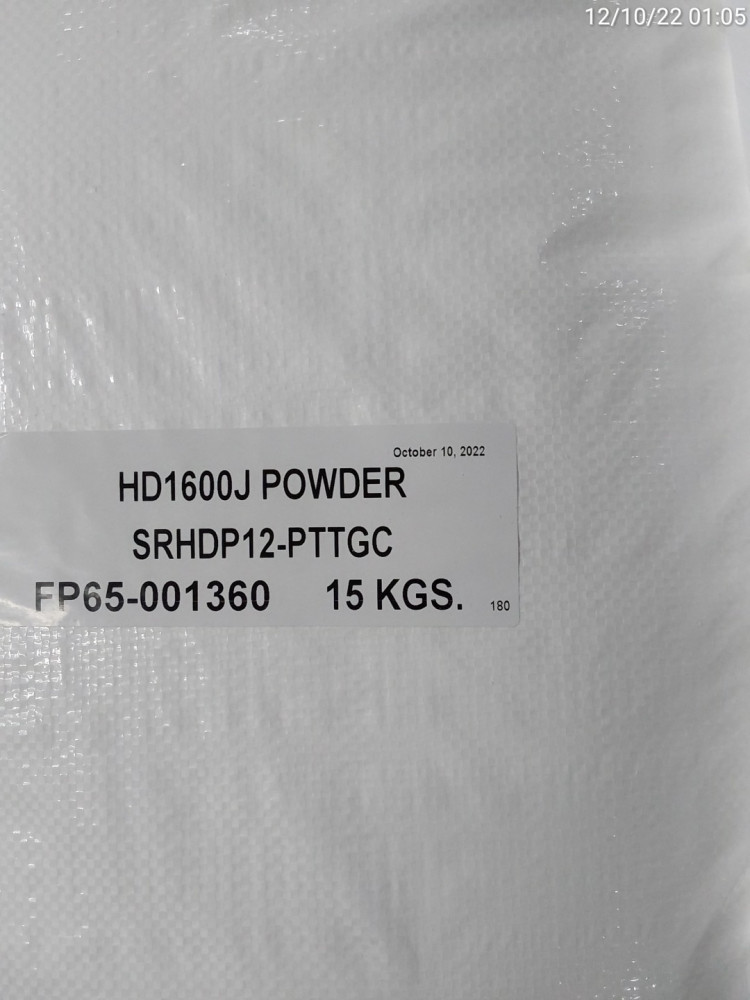 12/10/22 01:05
October 10, 2022
HD1600J POWDER
SRHDP12-PTTGC
FP65-001360 15 KGS. 180